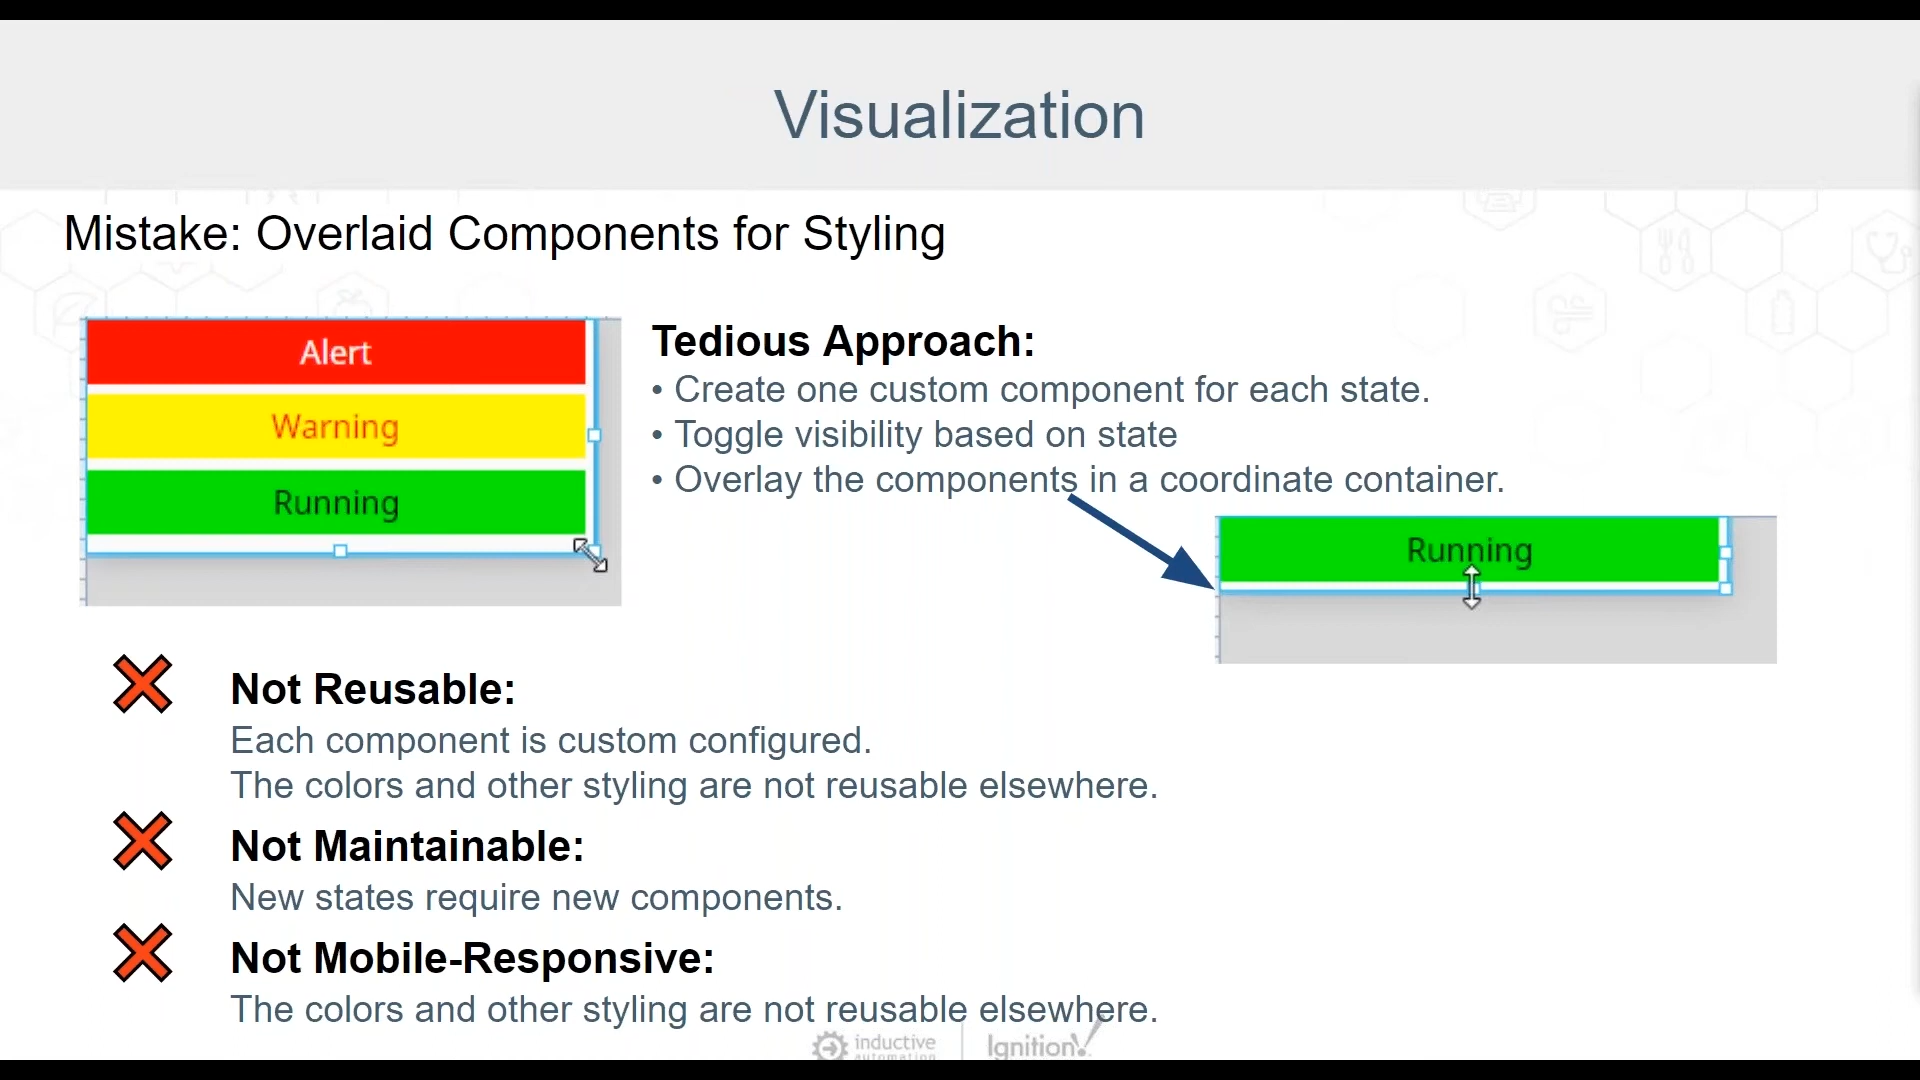 Visualization
Mistake: Overlaid Components for Styling
Alert
Warning
Running
Tedious Approach:
• Create one custom component for each state.
• Toggle visibility based on state
• Overlay the components in a coordinate container.
Running
Not Reusable:
Each component is custom configured.
The colors and other styling are not reusable elsewhere.
Not Maintainable:
New states require new components.
Not Mobile-Responsive:
The colors and other styling are not reusable elsewhere.
inductive
automation
Ignition!